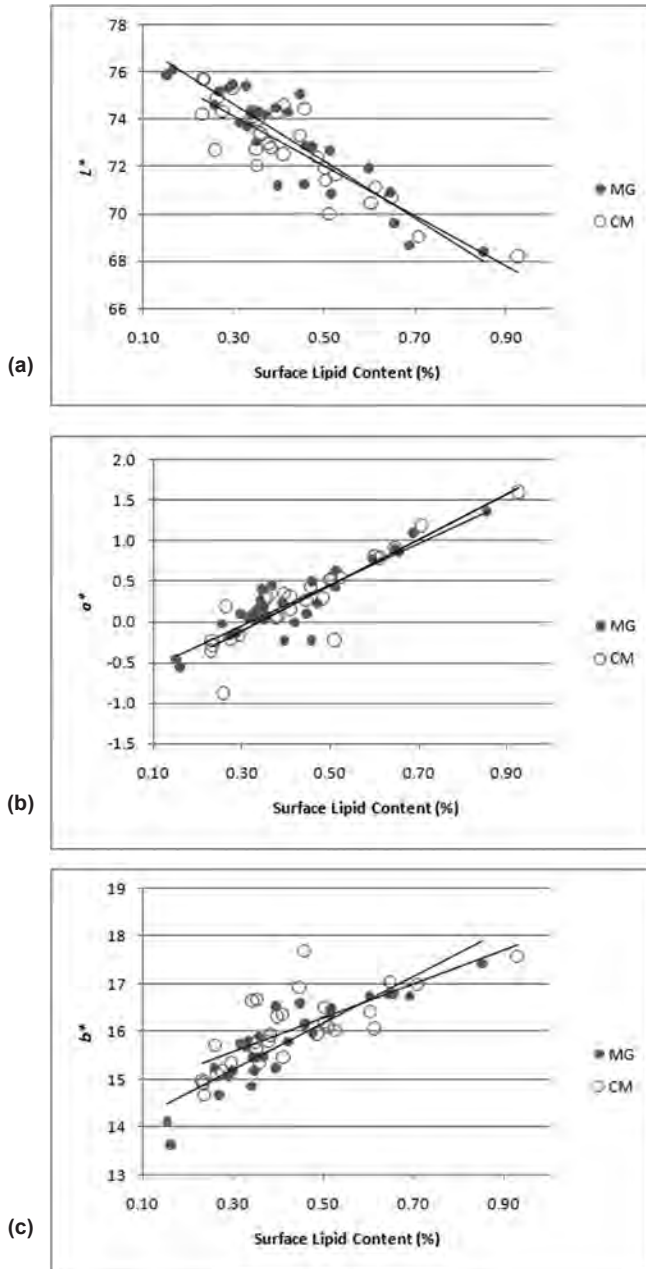 78
76
74
72
70
68
66
L*
0.10 0.30 0.50 0.70 0.90
Surface Lipid Content (%)
MG
CM
(a)
2.0
1.5
1.0
0.5
0.0
-0.5
-1.0
-1.5
a*
0.10 0.30 0.50 0.70 0.90
Surface Lipid Content (%)
MG
CM
(b)
19
18
17
16
15
14
13
b*
0.10 0.30 0.50 0.70 0.90
Surface Lipid Content (%)
MG
CM
(c)